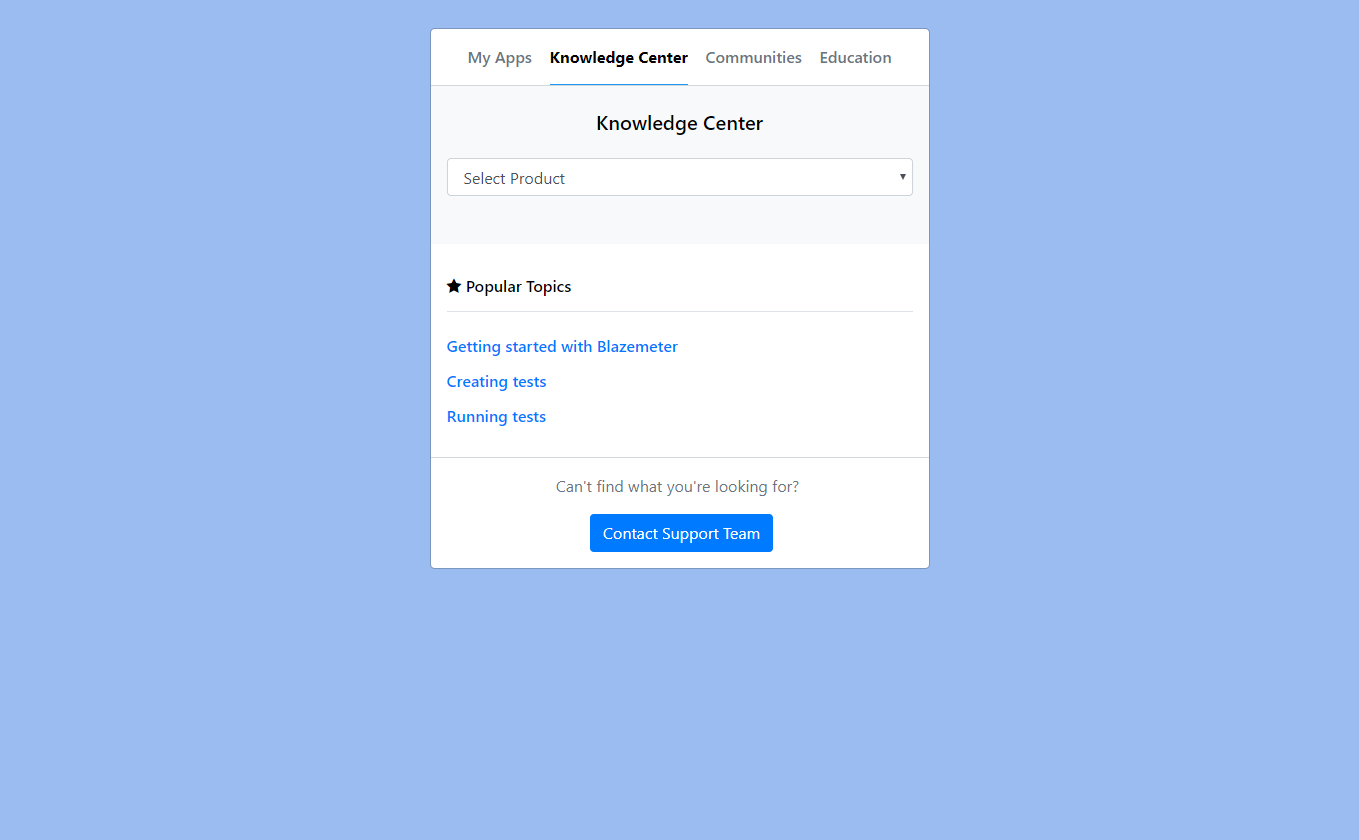 My Apps Knowledge Center Communities Education
Knowledge Center
Select Product
Popular Topics
Getting started with Blazemeter
Creating tests
Running tests
Can't find what you're looking for?
Contact Support Team